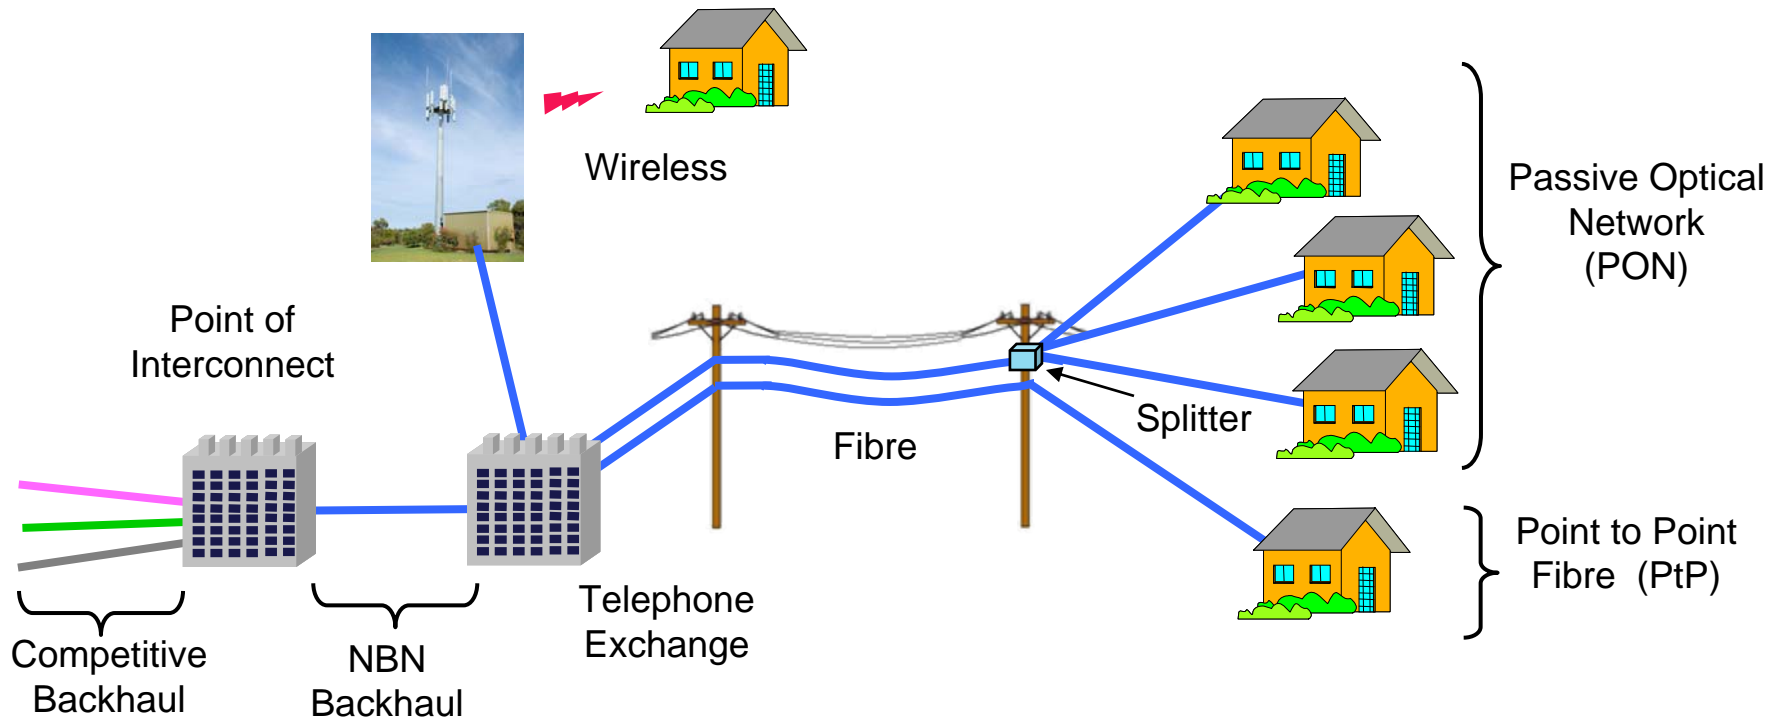 Wireless
Passive Optical
Network
(PON)
Point of
Interconnect
Splitter
Fibre
Point to Point
Fibre (PtP)
Telephone
Exchange
Competitive
Backhaul
NBN
Backhaul